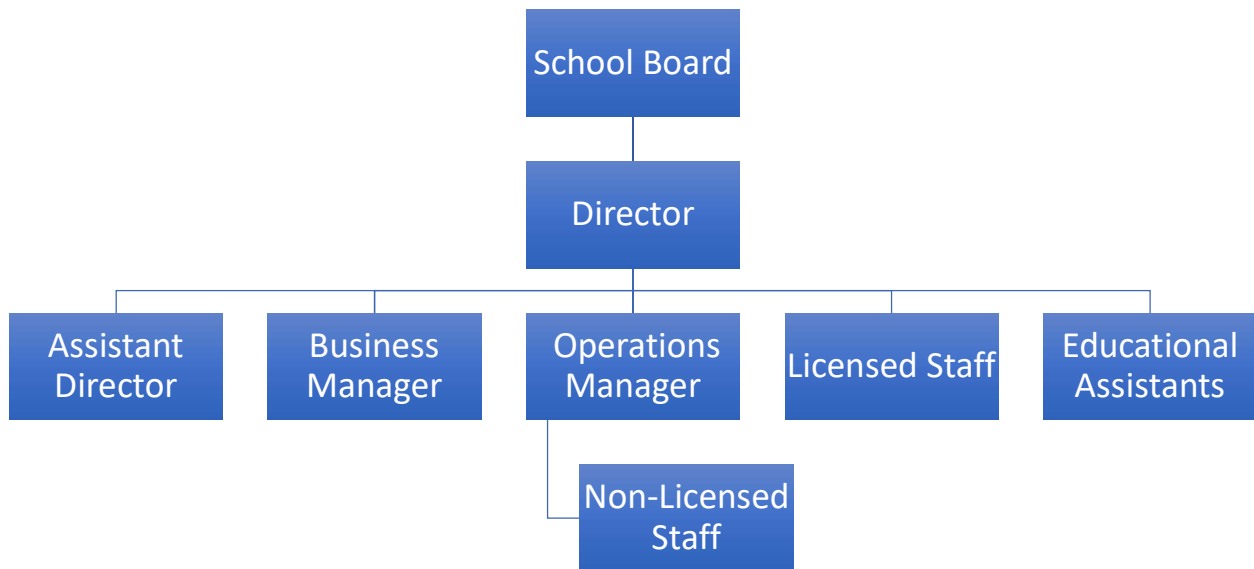 School Board
Director
Assistant
Director
Business
Manager
Operations
Manager
Licensed Staff
Educational
Assistants
Non-Licensed
Staff